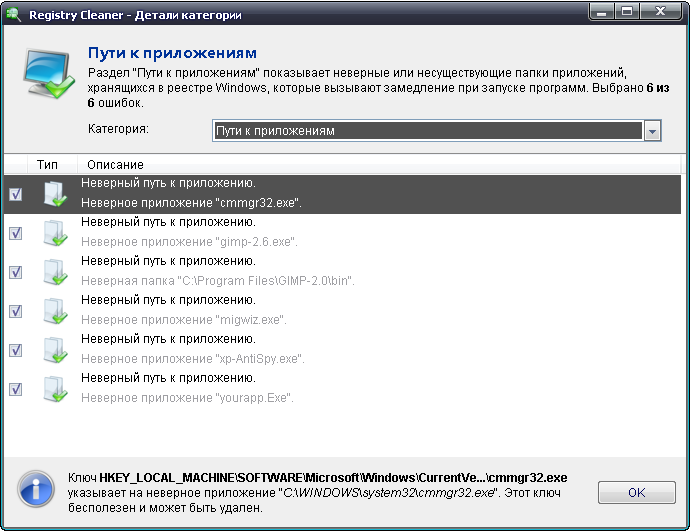 Registry Cleaner - Детали категории
Пути к приложениям
Раздел "Пути к приложениям" показывает неверные или несуществующие папки приложений,
хранящихся в реестре Windows, которые вызывают замедление при запуске программ. Выбрано 6 из
6 ошибок.
Категория:
Пути к приложениям
Тип
Описание
Неверный путь к приложению.
Неверное приложение "cmmgr32.exe".
Неверный путь к приложению.
Неверное приложение "gimp-2.6.exe".
Неверный путь к приложению.
Неверная папка "C:\Program Files\GIMP-2.0\bin".
Неверный путь к приложению.
Неверное приложение "migwiz.exe".
Неверный путь к приложению.
Неверное приложение "xp-AntiSpy.exe".
Неверный путь к приложению.
Неверное приложение "yourapp.Exe".
Ключ HKEY_LOCAL_MACHINE\SOFTWARE\Microsoft\Windows\CurrentVe...\cmmgr32.exe
указывает на неверное приложение "C:\WINDOWS\system32\cmmgr32.exe". Этот ключ
бесполезен и может быть удален.
OK